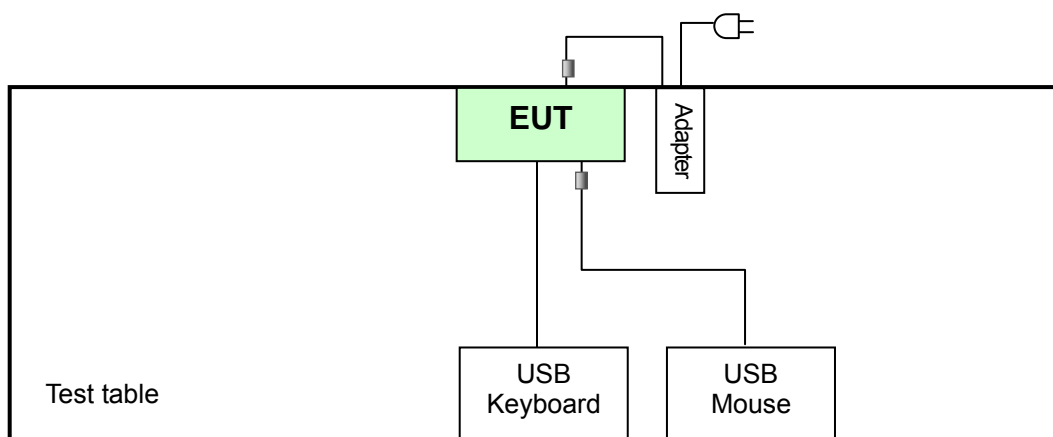 EUT
Adapter
USB
Keyboard
USB
Mouse
Test table